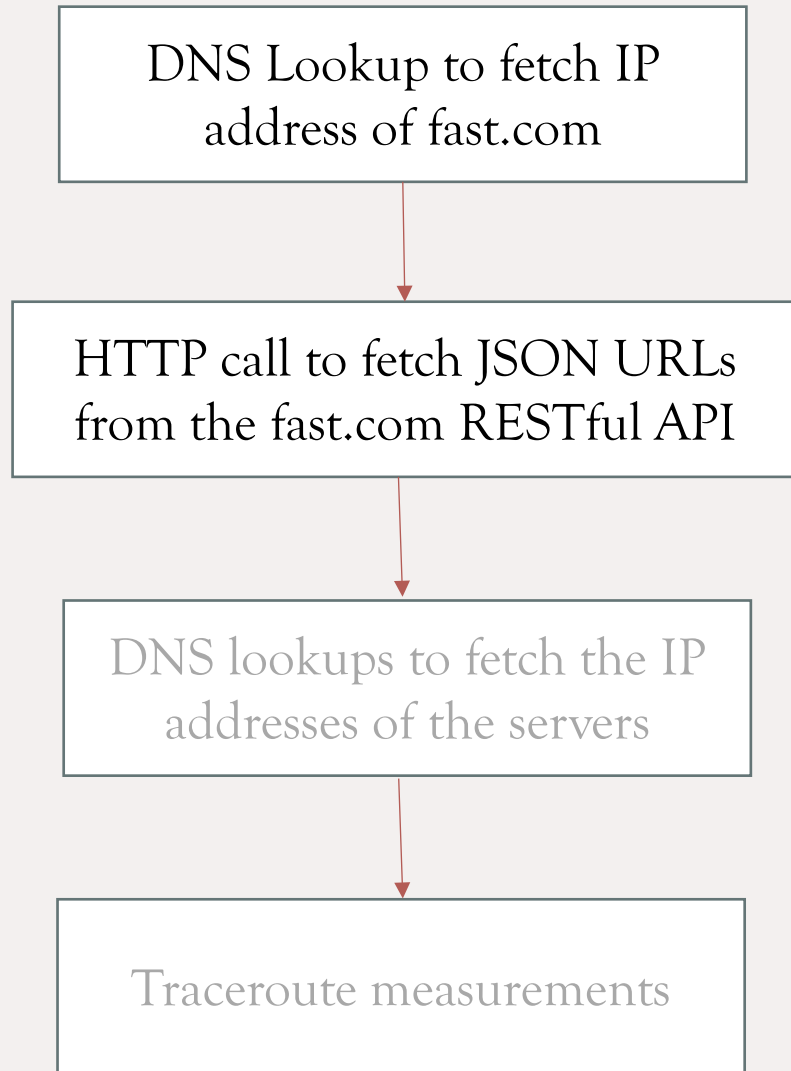 DNS Lookup to fetch IP
address of fast.com
HTTP call to fetch JSON URLs
from the fast.com RESTful API
DNS lookups to fetch the IP
addresses of the servers
Traceroute measurements